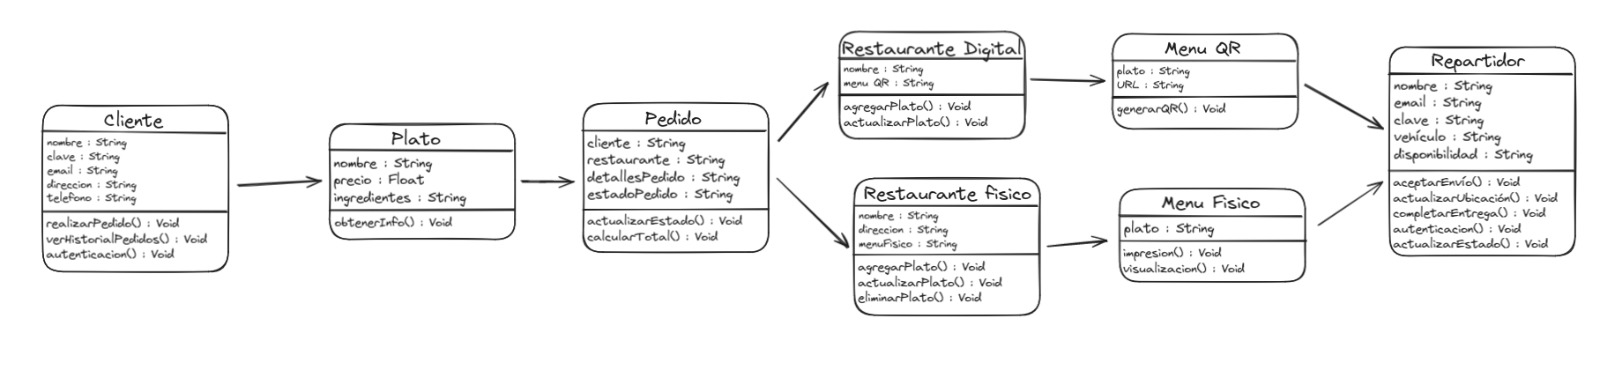 Cliente
nombre : String
clave : String
email : String
direccion : String
telefono : String
realizarPedido() : Void
verHistorialPedidos() : Void
autenticacion() : Void
Plato
nombre : String
precio : Float
ingredientes : String
obtenerInfo() : Void
Pedido
cliente : String
restaurante : String
detallesPedido : String
estadoPedido : String
actualizarEstado() : Void
calcularTotal() : Void
Restaurante Digital
nombre : String
menu QR : String
agregarPlato() : Void
actualizarPlato() : Void
Restaurante fisico
nombre : String
direccion : String
menuFisico : String
agregarPlato() : Void
actualizarPlato() : Void
eliminarPlato() : Void
Menu QR
plato : String
URL : String
generarQR() : Void
Menu Fisico
plato : String
impresion() : Void
visualizacion() : Void
Repartidor
nombre : String
email : String
clave : String
vehículo : String
disponibilidad : String
aceptarEnvío() : Void
actualizarUbicación() : Void
completarEntrega() : Void
autenticacion() : Void
actualizarEstado() : Void